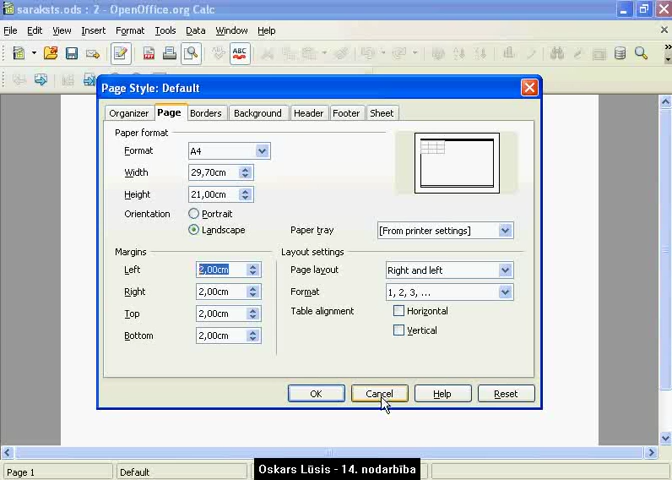 saraksts.ods : 2 - OpenOffice.org Calc
File Edit View Insert Format Tools Data Window Help
ABC
Page Style: Default
Organizer Page Borders Background Header Footer Sheet
Paper format
Format A4
Width 29,70cm
Height 21,00cm
Orientation Portrait
Landscape
Paper tray [From printer settings]
Margins
Left 2,00cm
Right 2,00cm
Top 2,00cm
Bottom 2,00cm
Layout settings
Page layout Right and left
Format 1, 2, 3, ...
Table alignment Horizontal
Vertical
OK Cancel Help Reset
Page 1 Default
Oskars Lūsis - 14. nodarbība